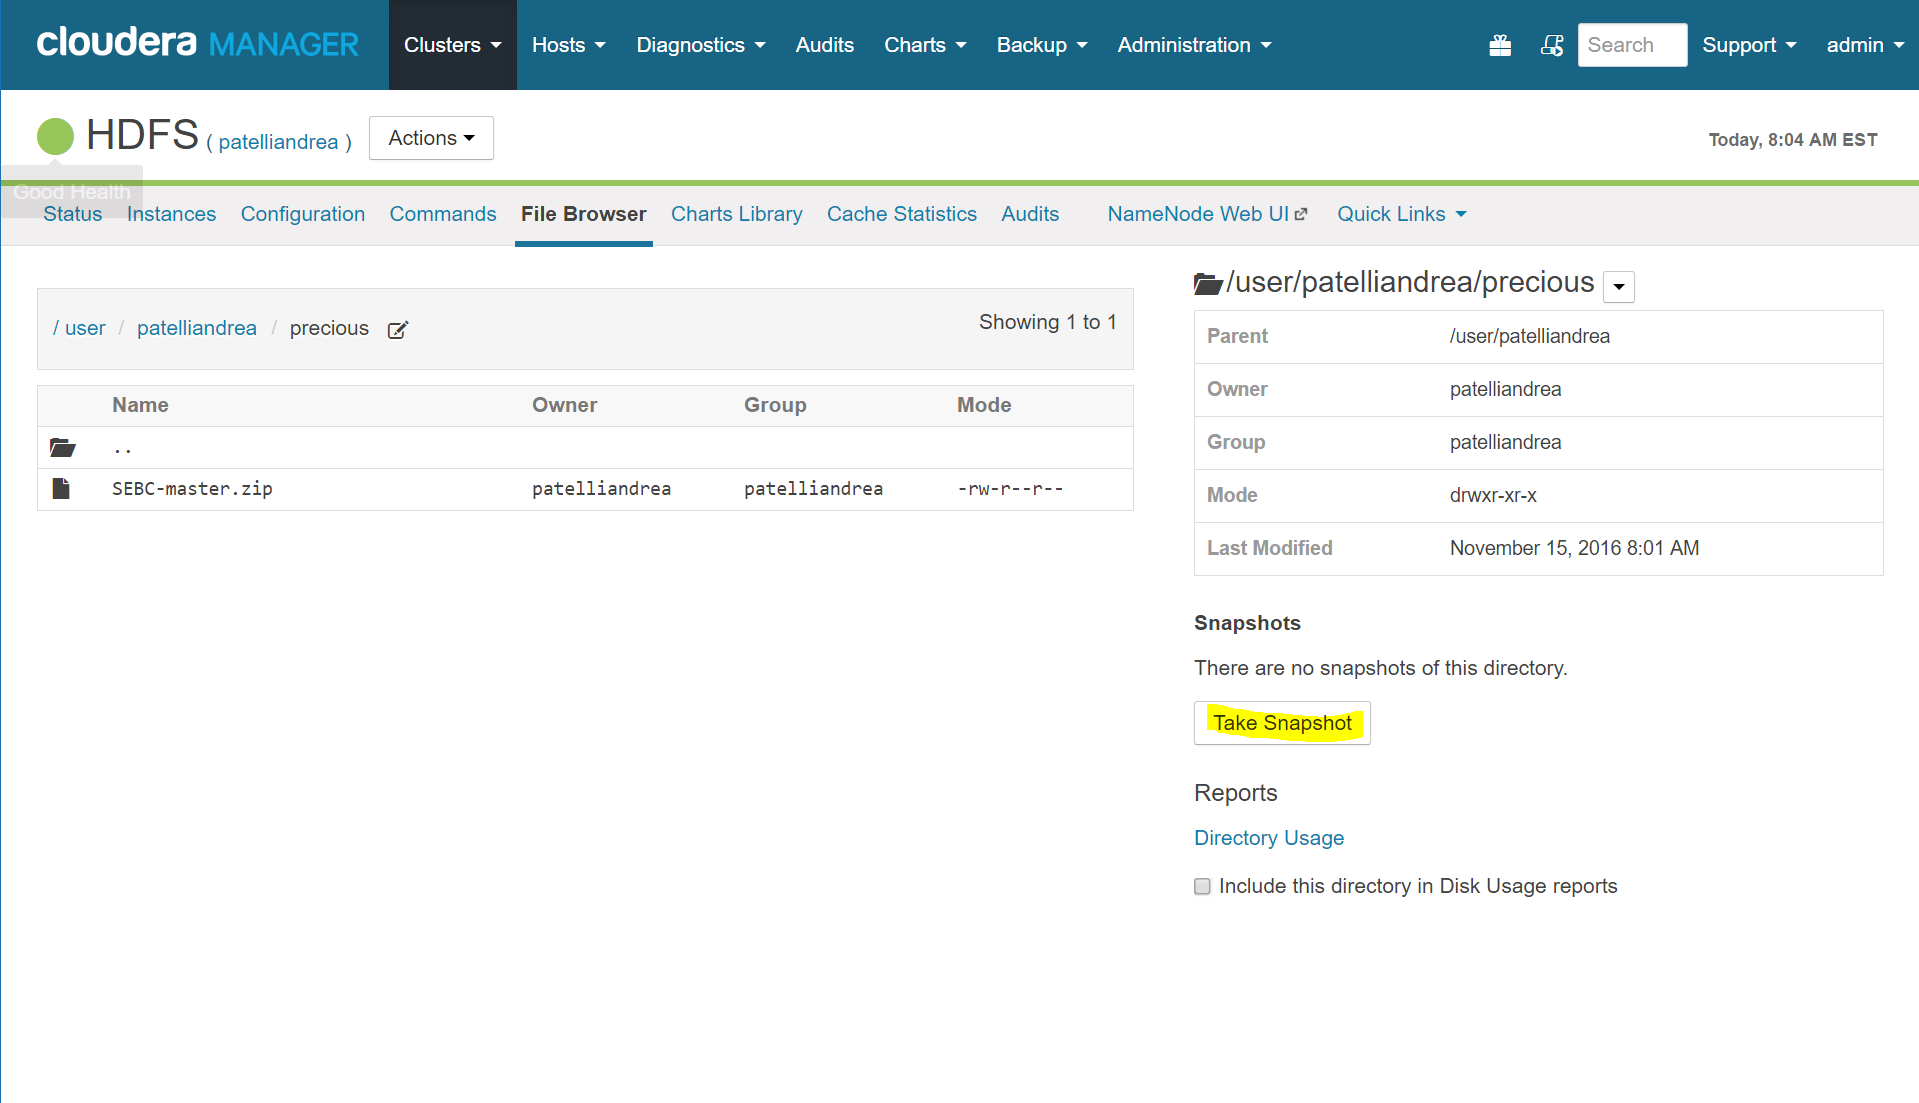 cloudera MANAGER Clusters Hosts Diagnostics Audits Charts Backup Administration Search Support admin
HDFS ( patelliandrea ) Actions Today, 8:04 AM EST
Good Health
Status Instances Configuration Commands File Browser Charts Library Cache Statistics Audits NameNode Web UI Quick Links
/ user / patelliandrea / precious Showing 1 to 1
Name Owner Group Mode
..
SEBC-master.zip patelliandrea patelliandrea -rw-r--r--
/user/patelliandrea/precious
Parent /user/patelliandrea
Owner patelliandrea
Group patelliandrea
Mode drwxr-xr-x
Last Modified November 15, 2016 8:01 AM
Snapshots
There are no snapshots of this directory.
Take Snapshot
Reports
Directory Usage
Include this directory in Disk Usage reports